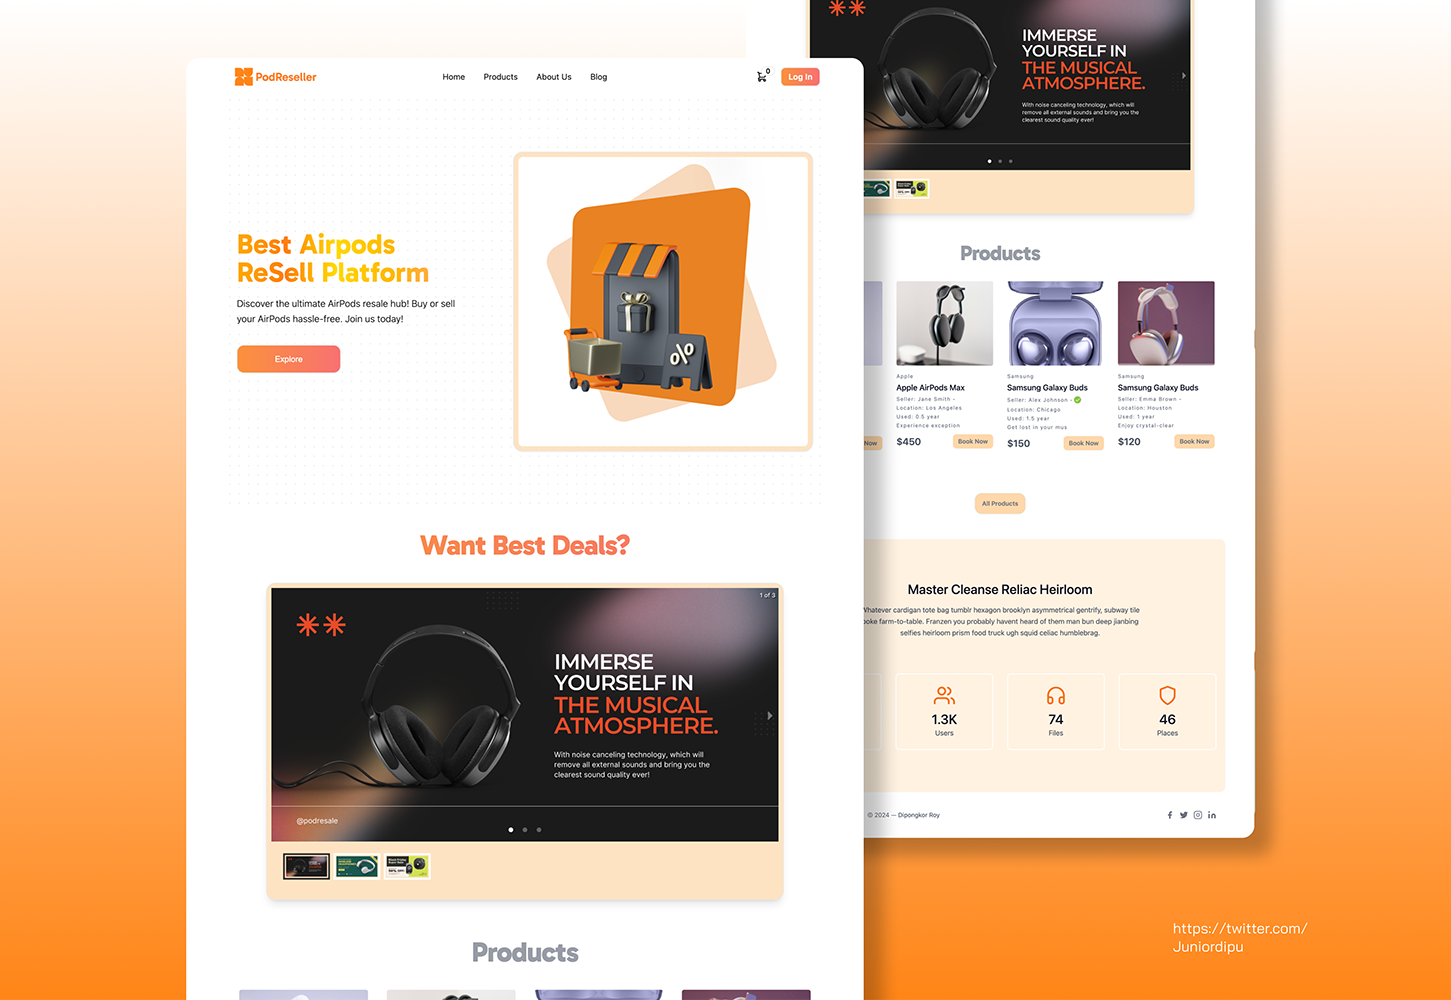 PodReseller
Home
Products
About Us
Blog
0
Log In
Best Airpods
ReSell Platform
Discover the ultimate AirPods resale hub! Buy or sell
your AirPods hassle-free. Join us today!
Explore
%
Want Best Deals?
1 of 3
IMMERSE
YOURSELF IN
THE MUSICAL
ATMOSPHERE.
With noise canceling technology, which will
remove all external sounds and bring you the
clearest sound quality ever!
@podresale
Products
IMMERSE
YOURSELF IN
THE MUSICAL
ATMOSPHERE.
With noise canceling technology, which will
remove all external sounds and bring you the
clearest sound quality ever!
Products
Now
Apple
Apple AirPods Max
Seller: Jane Smith -
Location: Los Angeles
Used: 0.5 year
Experience exception
$450
Book Now
Samsung
Samsung Galaxy Buds
Seller: Alex Johnson -
Location: Chicago
Used: 1.5 year
Get lost in your mus
$150
Book Now
Samsung
Samsung Galaxy Buds
Seller: Emma Brown -
Location: Houston
Used: 1 year
Enjoy crystal-clear
$120
Book Now
All Products
Master Cleanse Reliac Heirloom
Whatever cardigan tote bag tumblr hexagon brooklyn asymmetrical gentrify, subway tile
oke farm-to-table. Franzen you probably havent heard of them man bun deep jianbing
selfies heirloom prism food truck ugh squid celiac humblebrag.
1.3K
Users
74
Files
46
Places
© 2024 — Dipongkor Roy
https://twitter.com/
Juniordipu